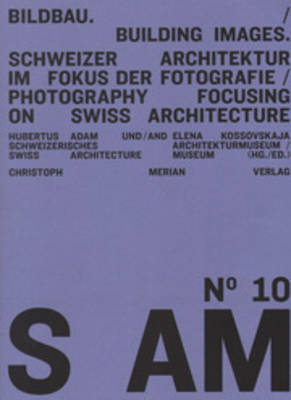 BILDBAU. /
BUILDING IMAGES.
SCHWEIZER ARCHITEKTUR
IM FOKUS DER FOTOGRAFIE /
PHOTOGRAPHY FOCUSING
ON SWISS ARCHITECTURE
HUBERTUS ADAM UND/AND ELENA KOSSOVSKAJA
SCHWEIZERISCHES ARCHITEKTURMUSEUM /
SWISS ARCHITECTURE MUSEUM (HG./ED.)
CHRISTOPH MERIAN VERLAG
Nº 10
S AM